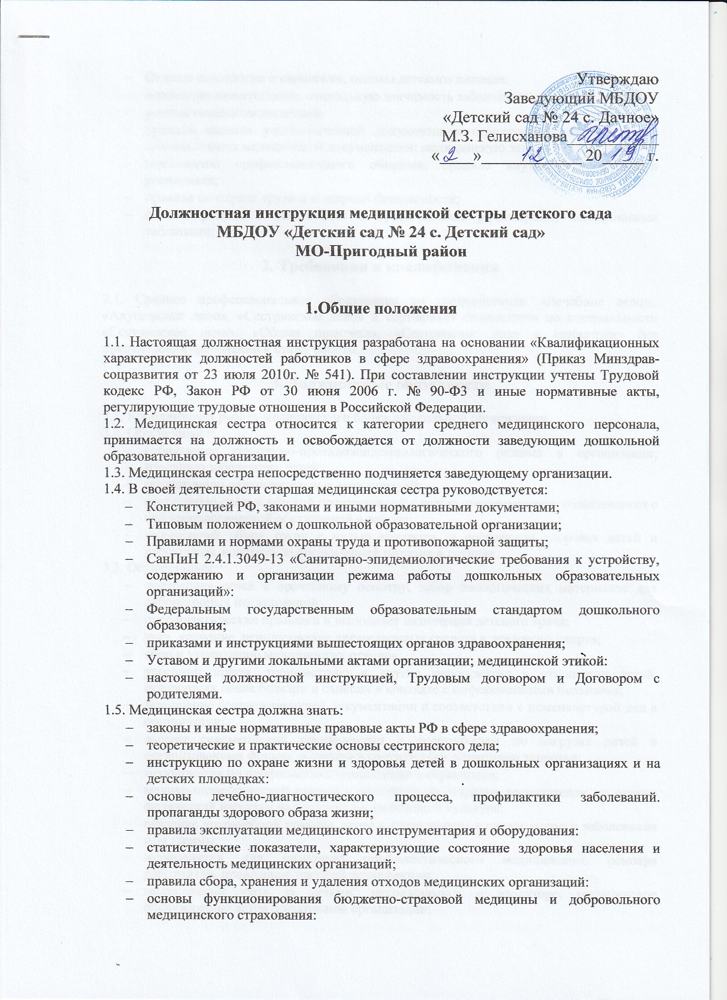 Утверждаю
Заведующий МБДОУ
«Детский сад № 24 с. Дачное»
М.З. Гелисханова
«2» 12 2019 г.
Должностная инструкция медицинской сестры детского сада
МБДОУ «Детский сад № 24 с. Детский сад»
МО-Пригодный район
1.Общие положения
1.1. Настоящая должностная инструкция разработана на основании «Квалификационных
характеристик должностей работников в сфере здравоохранения» (Приказ Минздрав-
соцразвития от 23 июля 2010г. № 541). При составлении инструкции учтены Трудовой
кодекс РФ, Закон РФ от 30 июня 2006 г. № 90-ФЗ и иные нормативные акты,
регулирующие трудовые отношения в Российской Федерации.
1.2. Медицинская сестра относится к категории среднего медицинского персонала,
принимается на должность и освобождается от должности заведующим дошкольной
образовательной организации.
1.3. Медицинская сестра непосредственно подчиняется заведующему организации.
1.4. В своей деятельности старшая медицинская сестра руководствуется:
– Конституцией РФ, законами и иными нормативными документами;
– Типовым положением о дошкольной образовательной организации;
– Правилами и нормами охраны труда и противопожарной защиты;
– СанПиН 2.4.1.3049-13 «Санитарно-эпидемиологические требования к устройству,
содержанию и организации режима работы дошкольных образовательных
организаций»:
– Федеральным государственным образовательным стандартом дошкольного
образования;
– приказами и инструкциями вышестоящих органов здравоохранения;
– Уставом и другими локальными актами организации; медицинской этикой:
– настоящей должностной инструкцией, Трудовым договором и Договором с
родителями.
1.5. Медицинская сестра должна знать:
– законы и иные нормативные правовые акты РФ в сфере здравоохранения;
– теоретические и практические основы сестринского дела;
– инструкцию по охране жизни и здоровья детей в дошкольных организациях и на
детских площадках:
– основы лечебно-диагностического процесса, профилактики заболеваний.
пропаганды здорового образа жизни;
– правила эксплуатации медицинского инструментария и оборудования:
– статистические показатели, характеризующие состояние здоровья населения и
деятельность медицинских организаций;
– правила сбора, хранения и удаления отходов медицинских организаций:
– основы функционирования бюджетно-страховой медицины и добровольного
медицинского страхования: